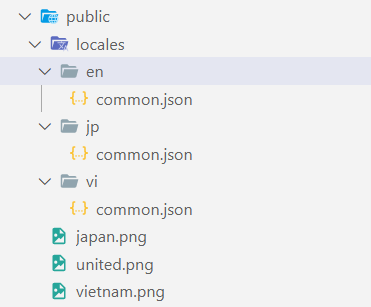 public
locales
en
common.json
jp
common.json
vi
common.json
japan.png
united.png
vietnam.png